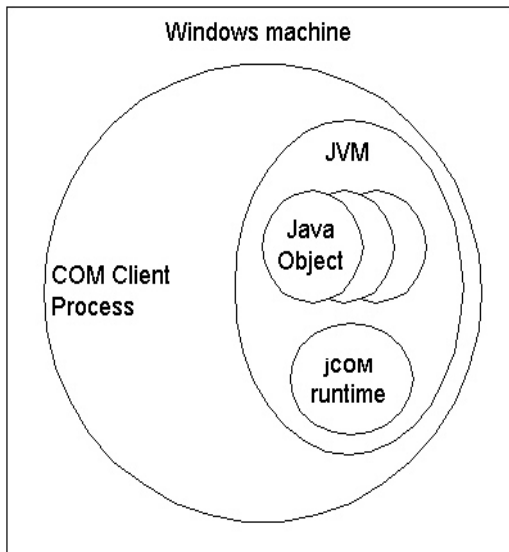 Windows machine
JVM
Java
Object
COM Client
Process
jCOM
runtime